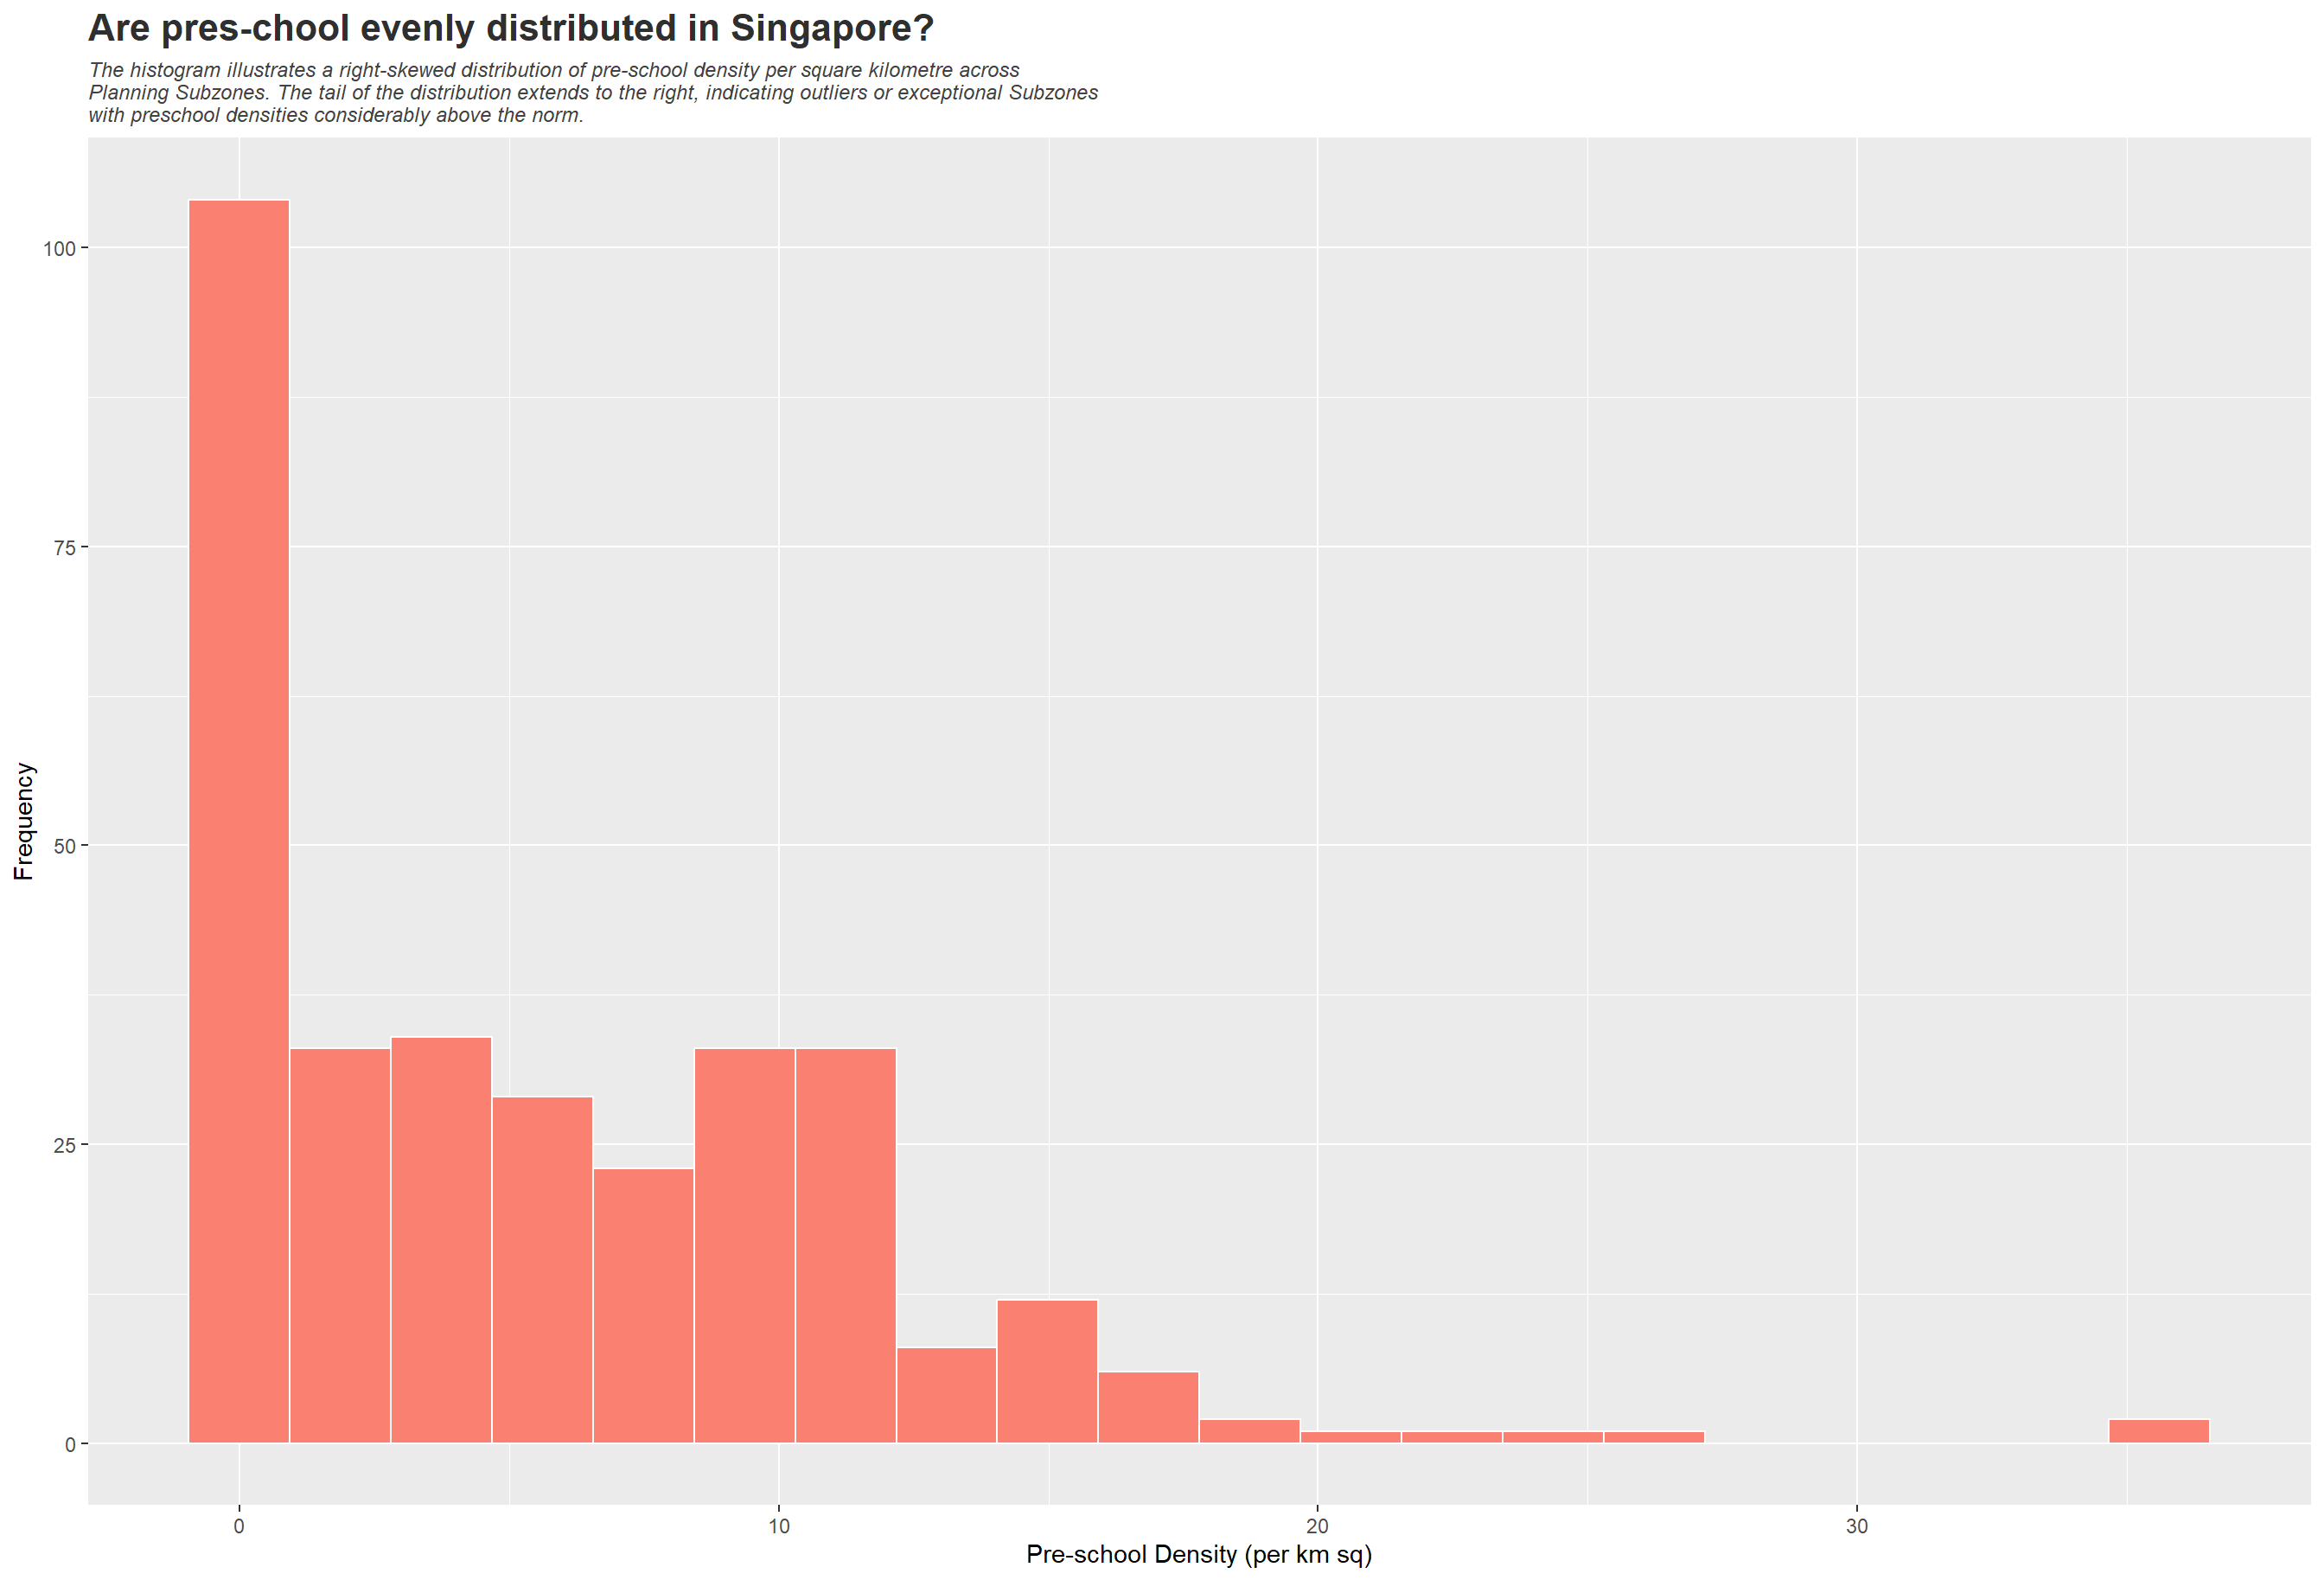 Are pres-chool evenly distributed in Singapore?
The histogram illustrates a right-skewed distribution of pre-school density per square kilometre across
Planning Subzones. The tail of the distribution extends to the right, indicating outliers or exceptional Subzones
with preschool densities considerably above the norm.
100
75
50
25
0
Frequency
0 10 20 30
Pre-school Density (per km sq)